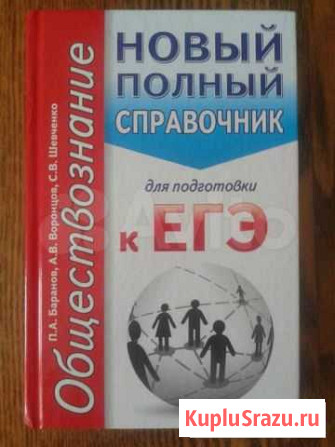 П.А. Баранов, А.В. Воронцов, С.В. Шевченко
Обществознание
НОВЫЙ
ПОЛНЫЙ
СПРАВОЧНИК
для подготовки
к ЕГЭ
KupluSrazu.ru